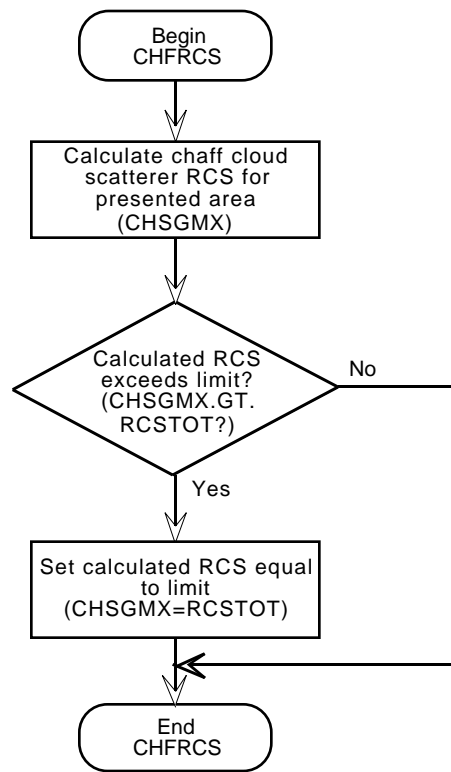 Begin
CHFRCS
Calculate chaff cloud
scatterer RCS for
presented area
(CHSGMX)
Calculated RCS
exceeds limit?
(CHSGMX.GT.
RCSTOT?)
No
Yes
Set calculated RCS equal
to limit
(CHSGMX=RCSTOT)
End
CHFRCS